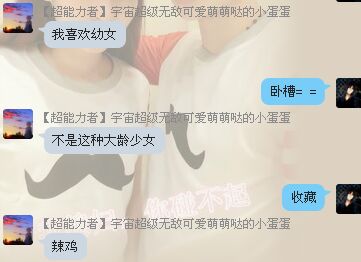 【超能力者】宇宙超级无敌可爱萌萌哒的小蛋蛋
我喜欢幼女
卧槽= =
【超能力者】宇宙超级无敌可爱萌萌哒的小蛋蛋
不是这种大龄少女
收藏
【超能力者】宇宙超级无敌可爱萌萌哒的小蛋蛋
辣鸡